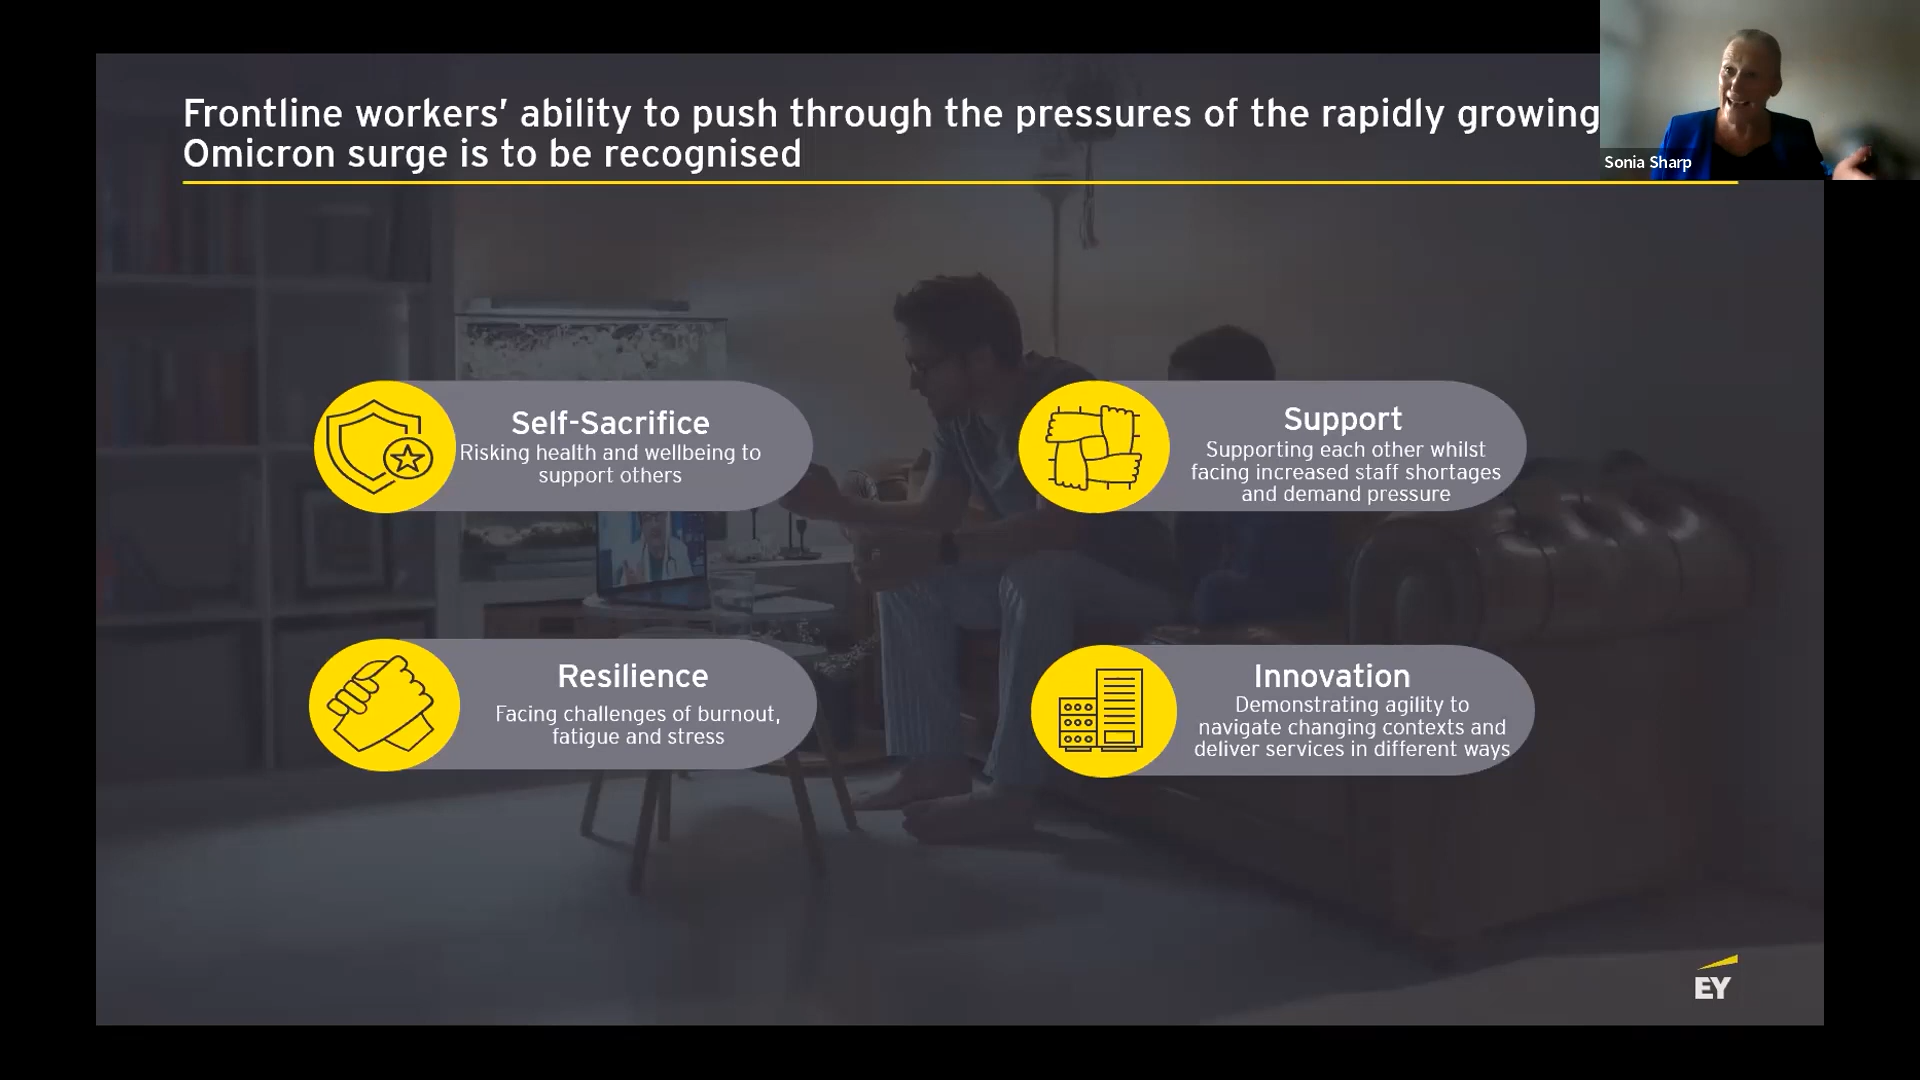 Frontline workers’ ability to push through the pressures of the rapidly growing
Omicron surge is to be recognised
Sonia Sharp
Self-Sacrifice
Risking health and wellbeing to
support others
Support
Supporting each other whilst
facing increased staff shortages
and demand pressure
Resilience
Facing challenges of burnout,
fatigue and stress
Innovation
Demonstrating agility to
navigate changing contexts and
deliver services in different ways
EY